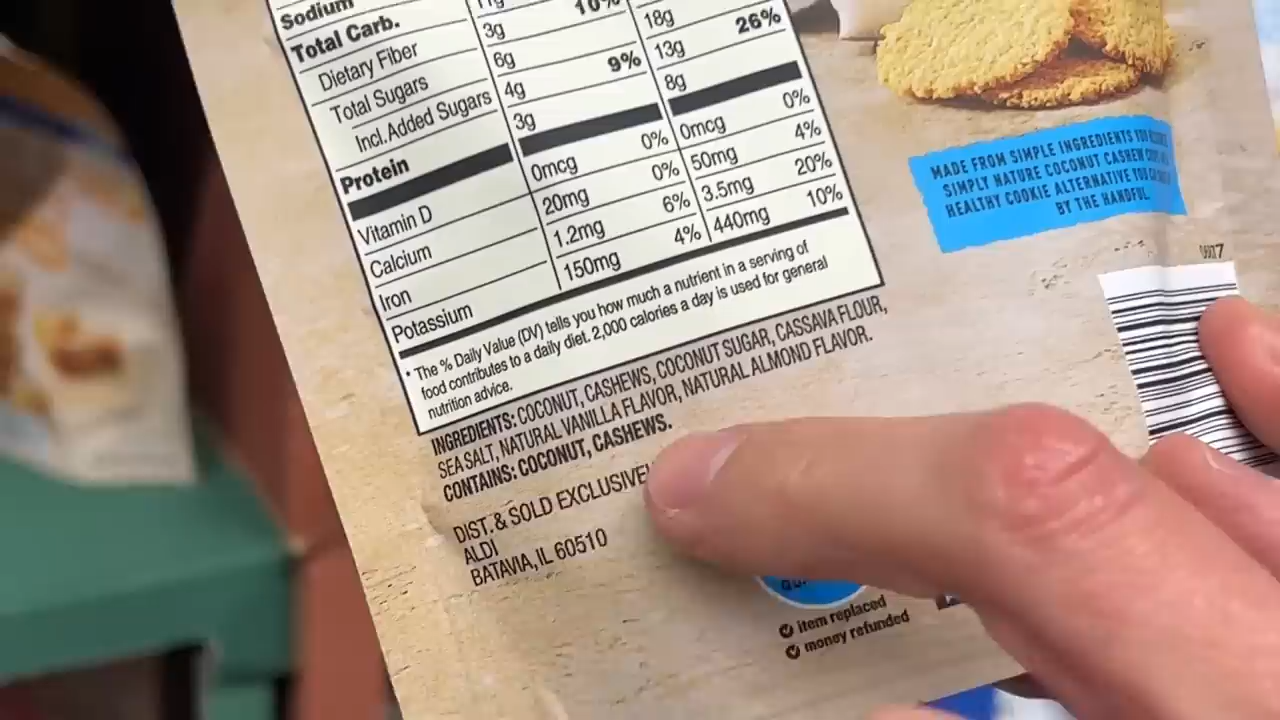 Sodium
Total Carb. 11g 10%
Dietary Fiber 3g 18g 26%
Total Sugars 6g 13g
Incl. Added Sugars 4g 9% 8g
Protein 3g
Vitamin D 0mcg 0% 0mcg 0%
Calcium 20mg 0% 50mg 4%
Iron 1.2mg 6% 3.5mg 20%
Potassium 150mg 4% 440mg 10%
* The % Daily Value (DV) tells you how much a nutrient in a serving of
food contributes to a daily diet. 2,000 calories a day is used for general
nutrition advice.
INGREDIENTS: COCONUT, CASHEWS, COCONUT SUGAR, CASSAVA FLOUR,
SEA SALT, NATURAL VANILLA FLAVOR, NATURAL ALMOND FLAVOR.
CONTAINS: COCONUT, CASHEWS.
DIST. & SOLD
ALDI
BATAVIA, IL 60510
MADE FROM SIMPLE INGREDIENTS YOU
SIMPLY NATURE COCONUT CASHEW
HEALTHY COOKIE ALTERNATIVE YOU
BY THE HANDFUL.
item replaced
money refunded